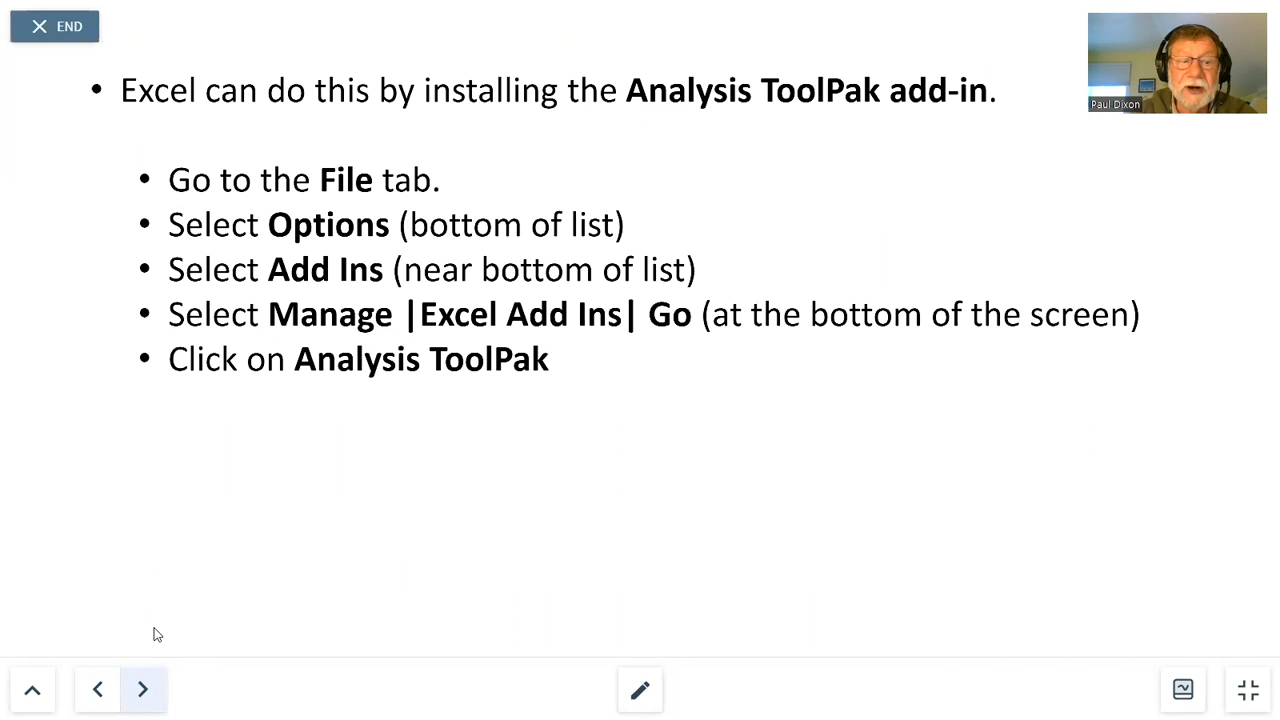 END
• Excel can do this by installing the Analysis ToolPak add-in.
Paul Dixon
• Go to the File tab.
• Select Options (bottom of list)
• Select Add Ins (near bottom of list)
• Select Manage |Excel Add Ins| Go (at the bottom of the screen)
• Click on Analysis ToolPak